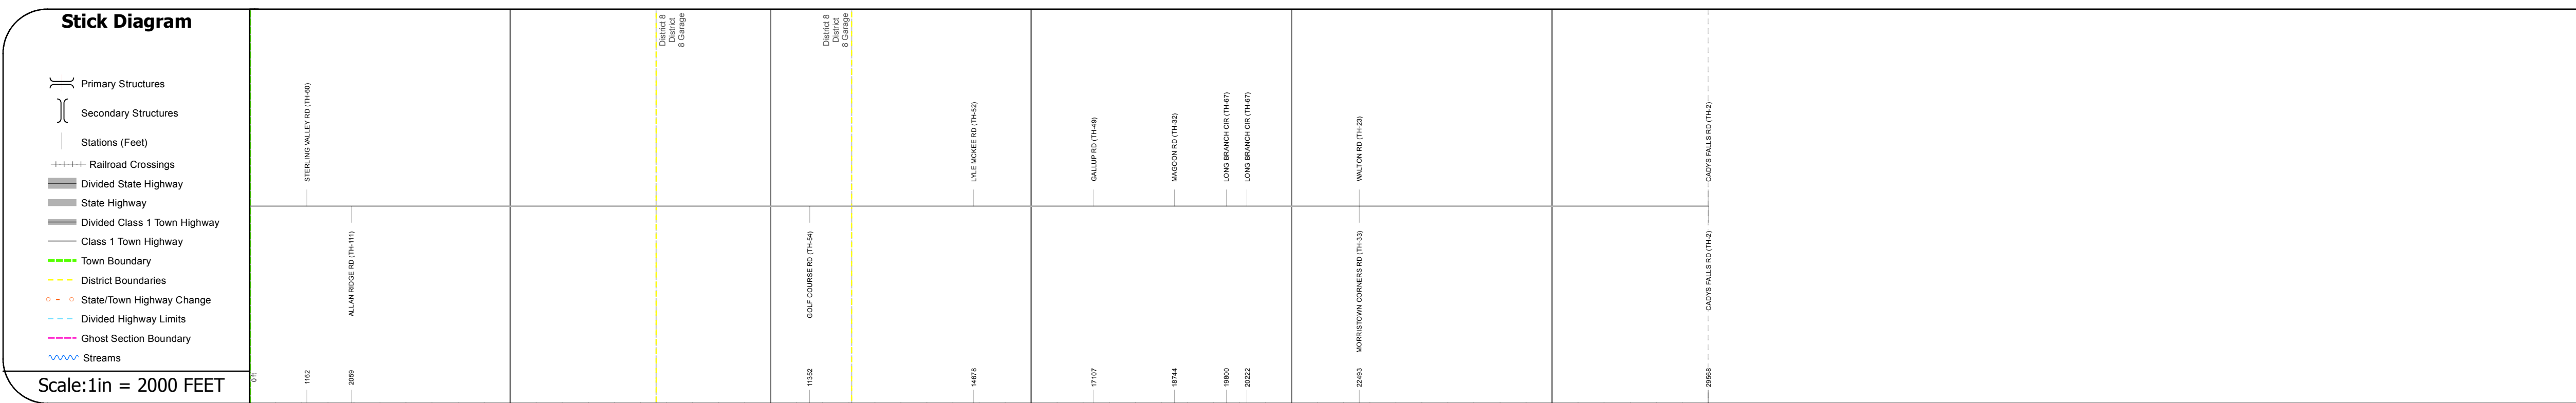 Stick Diagram
Primary Structures
Secondary Structures
Stations (Feet)
Railroad Crossings
Divided State Highway
State Highway
Divided Class 1 Town Highway
Class 1 Town Highway
Town Boundary
District Boundaries
State/Town Highway Change
Divided Highway Limits
Ghost Section Boundary
Streams
Scale:1in = 2000 FEET
District 8
District
8 Garage
District 8
District
8 Garage
STERLING VALLEY RD (TH-60)
LYLE MCKEE RD (TH-52)
GALLUP RD (TH-49)
MAGOON RD (TH-32)
LONG BRANCH CIR (TH-67)
LONG BRANCH CIR (TH-67)
WALTON RD (TH-23)
CADYS FALLS RD (TH-2)
ALLAN RIDGE RD (TH-111)
GOLF COURSE RD (TH-54)
MORRISTOWN CORNERS RD (TH-33)
CADYS FALLS RD (TH-2)
0 ft
1162
2059
11352
14678
17107
18744
19800
20222
22493
29568